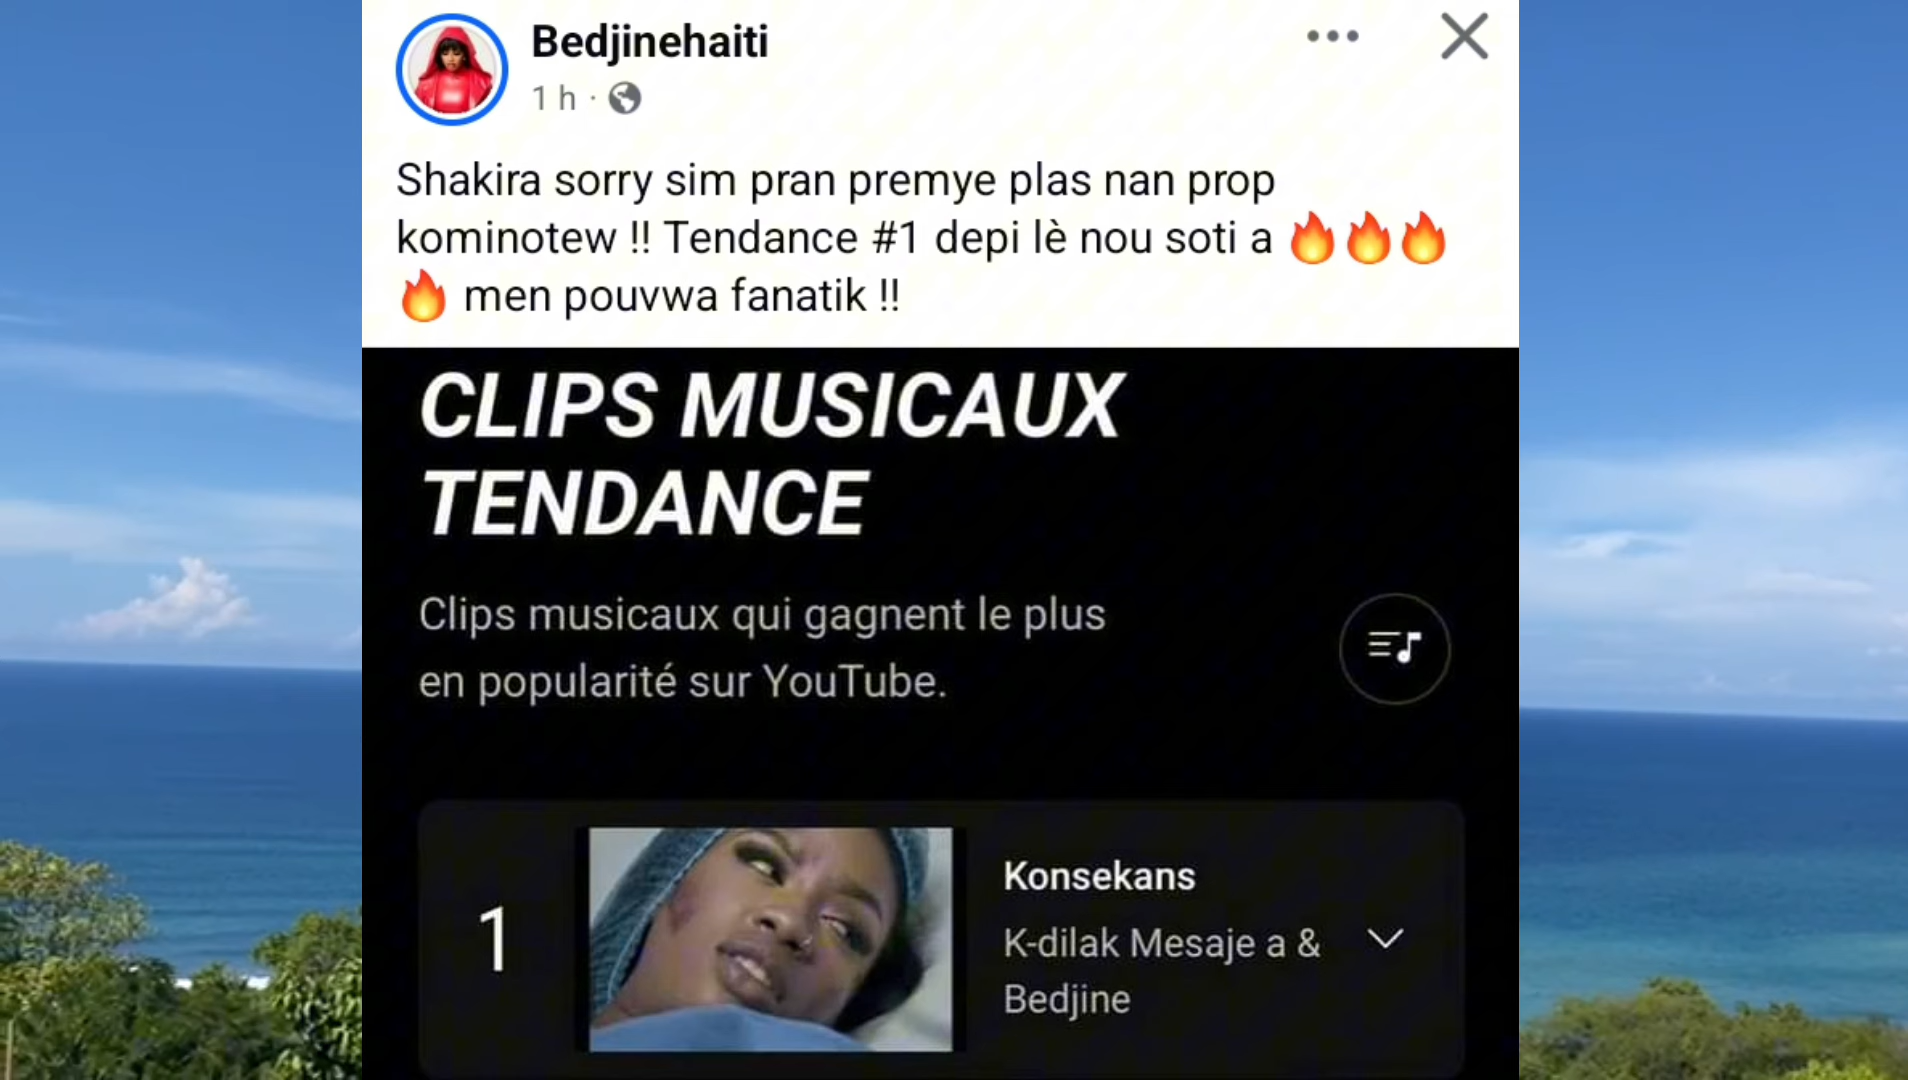 Bedjinehaiti
1 h ·
Shakira sorry sim pran premye plas nan prop
kominotew !! Tendance #1 depi lè nou soti a 🔥🔥🔥
🔥 men pouvwa fanatik !!
CLIPS MUSICAUX
TENDANCE
Clips musicaux qui gagnent le plus
en popularité sur YouTube.
1
Konsekans
K-dilak Mesaje a &
Bedjine